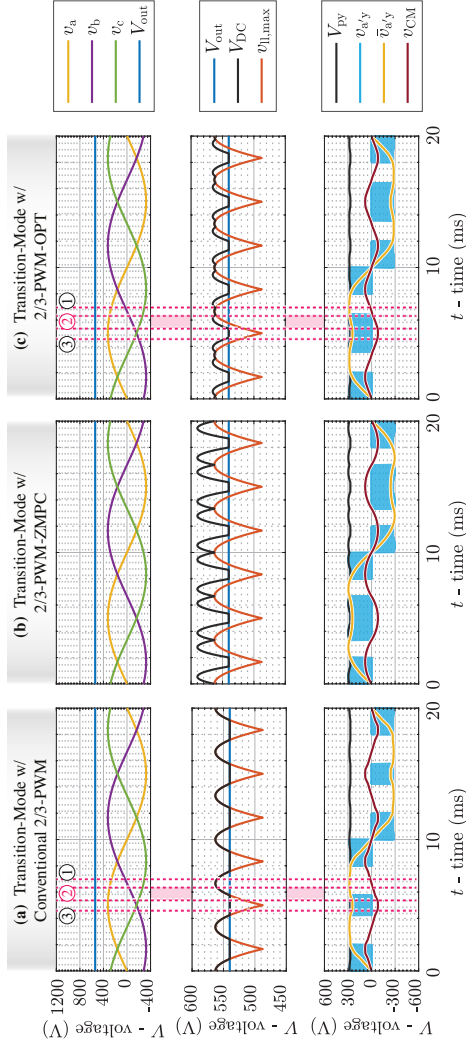 (a) Transition-Mode w/
Conventional 2/3-PWM
(b) Transition-Mode w/
2/3-PWM-ZMPC
(c) Transition-Mode w/
2/3-PWM-OPT
③ ② ①
③ ② ①
1200
800
400
0
-400
V - voltage
(V)
v_a
v_b
v_c
V_out
600
550
500
450
V - voltage
(V)
V_out
V_DC
v_ll,max
600
300
0
-300
-600
V - voltage
(V)
V_py
v_a'y
v̄_a'y
v_CM
0 10 20
0 10 20
0 10 20
t - time (ms)
t - time (ms)
t - time (ms)